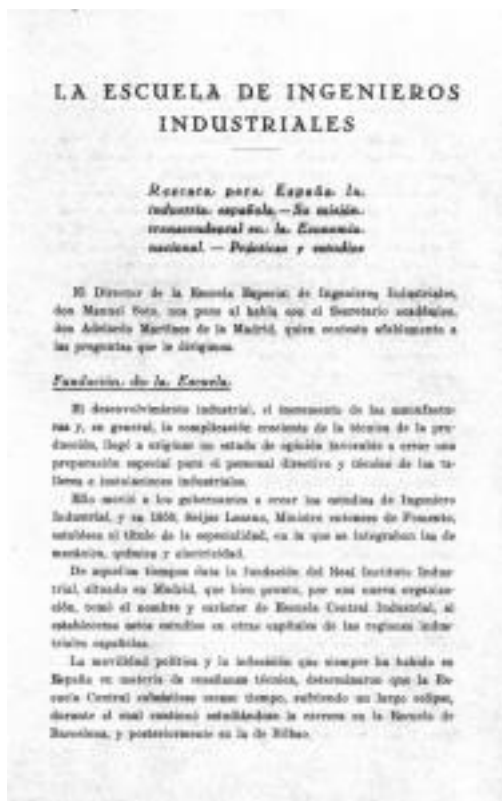 LA ESCUELA DE INGENIEROS
INDUSTRIALES
Rescata para España la
industria española. — Su misión
transcendental en la Economía
nacional. — Prácticas y estudios
El Director de la Escuela Especial de Ingenieros Industriales,
don Manuel Soto, nos pone al habla con el Secretario académico,
don Adelardo Martínez de la Madrid, quien contesta afablemente a
las preguntas que le dirigimos.
Fundación de la Escuela
El desenvolvimiento industrial, el incremento de las manufactu-
ras y, en general, la complicación creciente de la técnica de la pro-
ducción, llegó a originar un estado de opinión favorable a crear una
preparación especial para el personal directivo y técnico de los ta-
lleres e instalaciones industriales.
Ello movió a los gobernantes a crear los estudios de Ingeniero
Industrial, y en 1850, Seijas Lozano, Ministro entonces de Fomento,
establece el título de la especialidad, en la que se integraban las de
mecánica, química y electricidad.
De aquellos tiempos data la fundación del Real Instituto Indus-
trial, situado en Madrid, que bien pronto, por una nueva organiza-
ción, tomó el nombre y carácter de Escuela Central Industrial, al
establecerse estos estudios en otras capitales de las regiones indus-
triales españolas.
La movilidad política y la indecisión que siempre ha habido en
España en materia de enseñanza técnica, determinaron que la Es-
cuela Central subsistiese escaso tiempo, sufriendo un largo eclipse,
durante el cual continuó estudiándose la carrera en la Escuela de
Barcelona, y posteriormente en la de Bilbao.